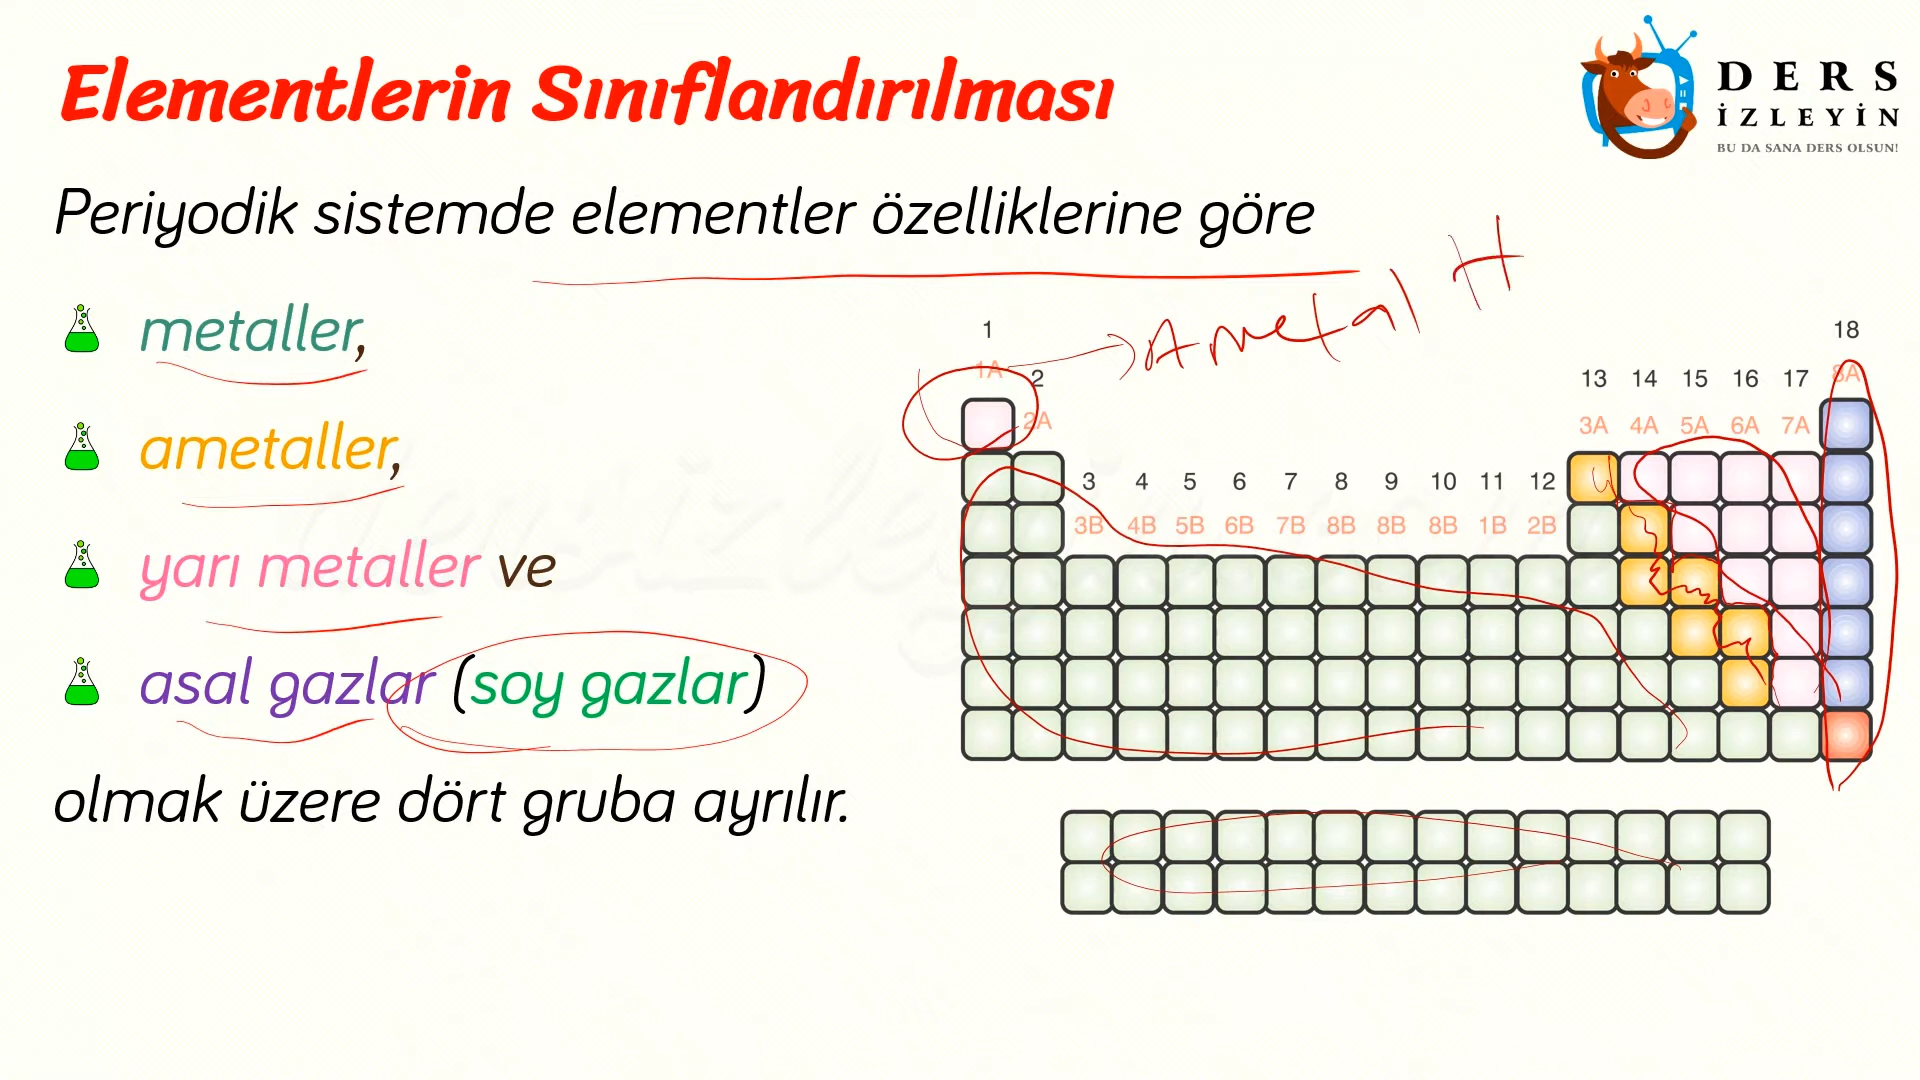 Elementlerin Sınıflandırılması
DERS
İZLEYİN
BU DA SANA DERS OLSUN!
Periyodik sistemde elementler özelliklerine göre
metaller,
ametaller,
yarı metaller ve
asal gazlar (soy gazlar)
olmak üzere dört gruba ayrılır.
Ametal H
1 18
1A 2 13 14 15 16 17 8A
2A 3A 4A 5A 6A 7A
3 4 5 6 7 8 9 10 11 12
3B 4B 5B 6B 7B 8B 8B 8B 1B 2B